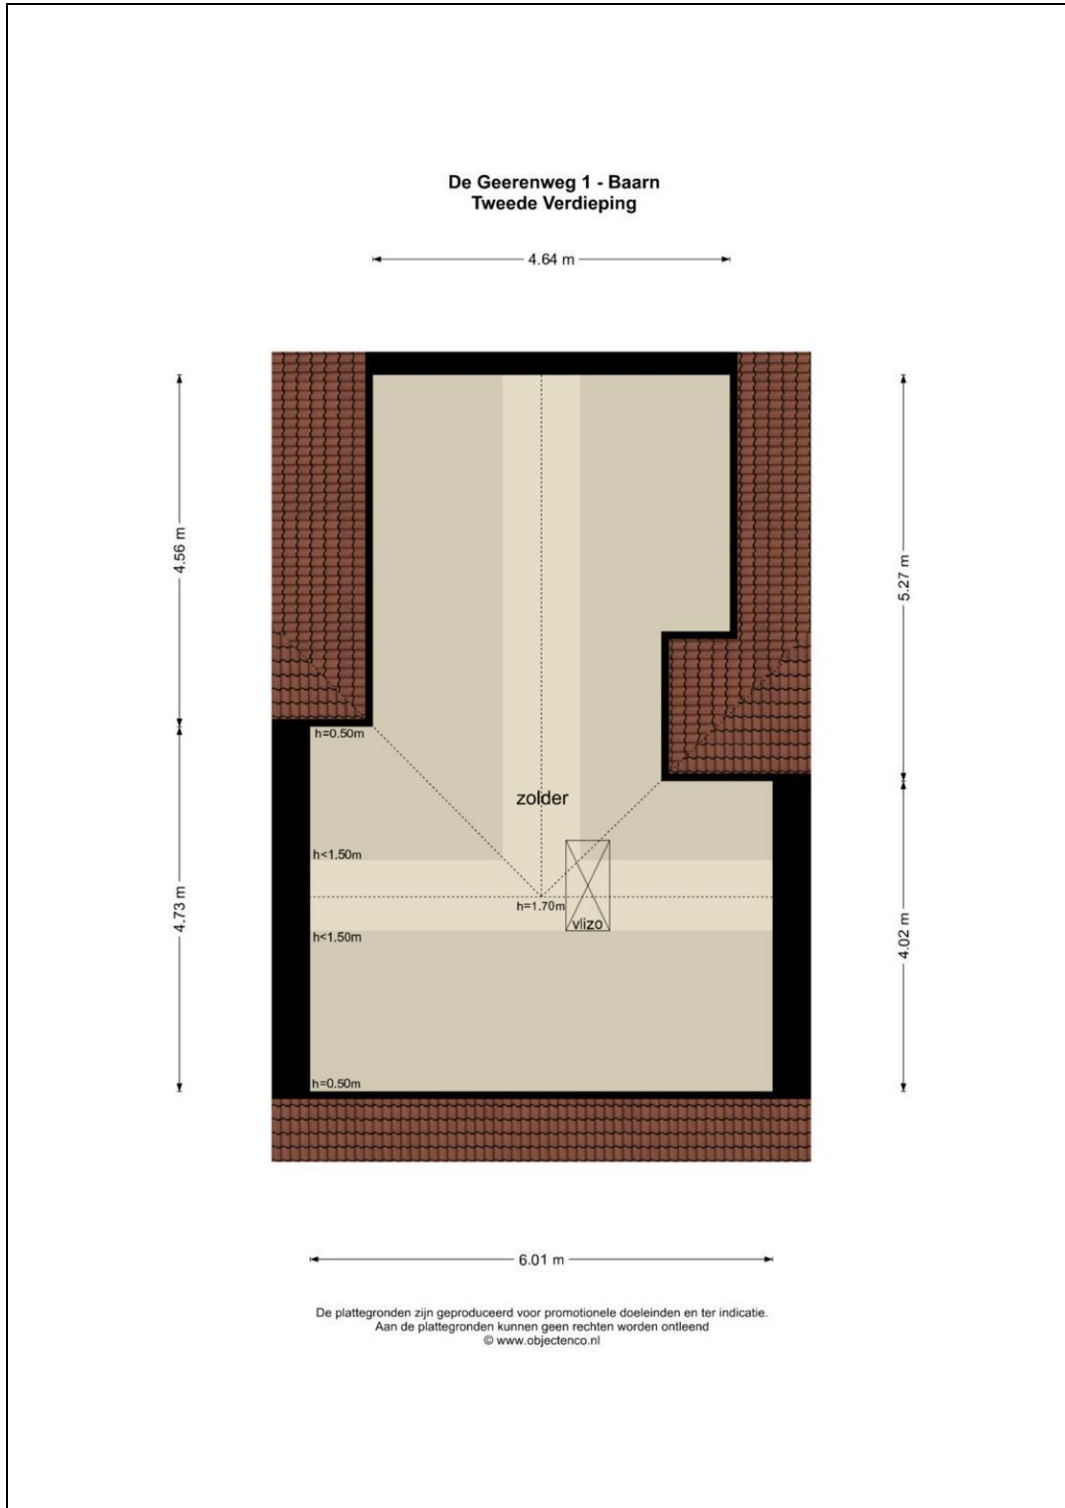 De Geerenweg 1 - Baarn
Tweede Verdieping
4.64 m
4.56 m
5.27 m
h=0.50m
zolder
h<1.50m
4.73 m
h=1.70m
vlizo
4.02 m
h<1.50m
h=0.50m
6.01 m
De plattegronden zijn geproduceerd voor promotionele doeleinden en ter indicatie.
Aan de plattegronden kunnen geen rechten worden ontleend
© www.objectenco.nl